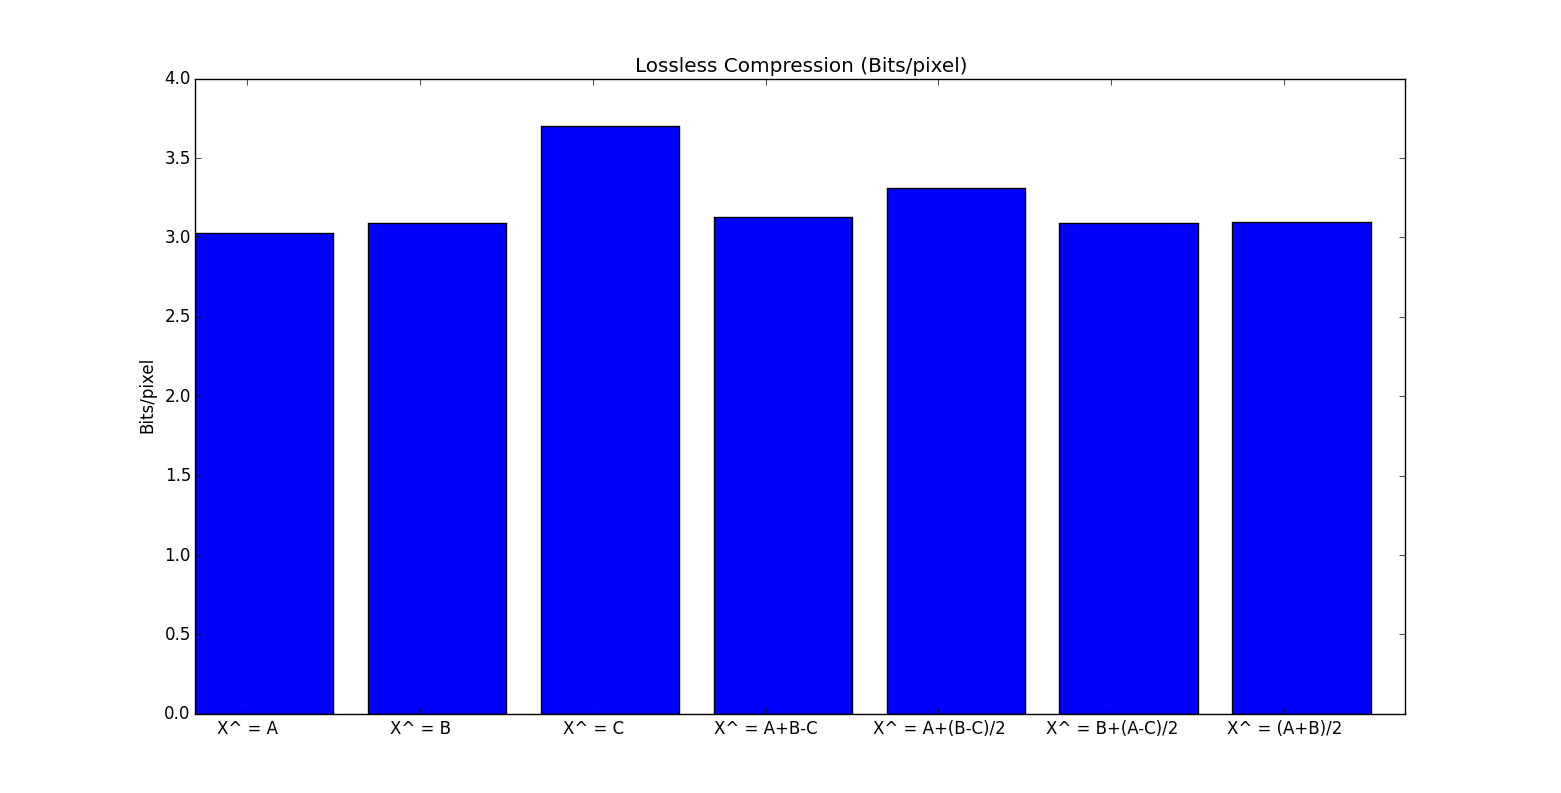 Lossless Compression (Bits/pixel)
4.0
3.5
3.0
2.5
2.0
1.5
1.0
0.5
0.0
Bits/pixel
X^ = A
X^ = B
X^ = C
X^ = A+B-C
X^ = A+(B-C)/2
X^ = B+(A-C)/2
X^ = (A+B)/2